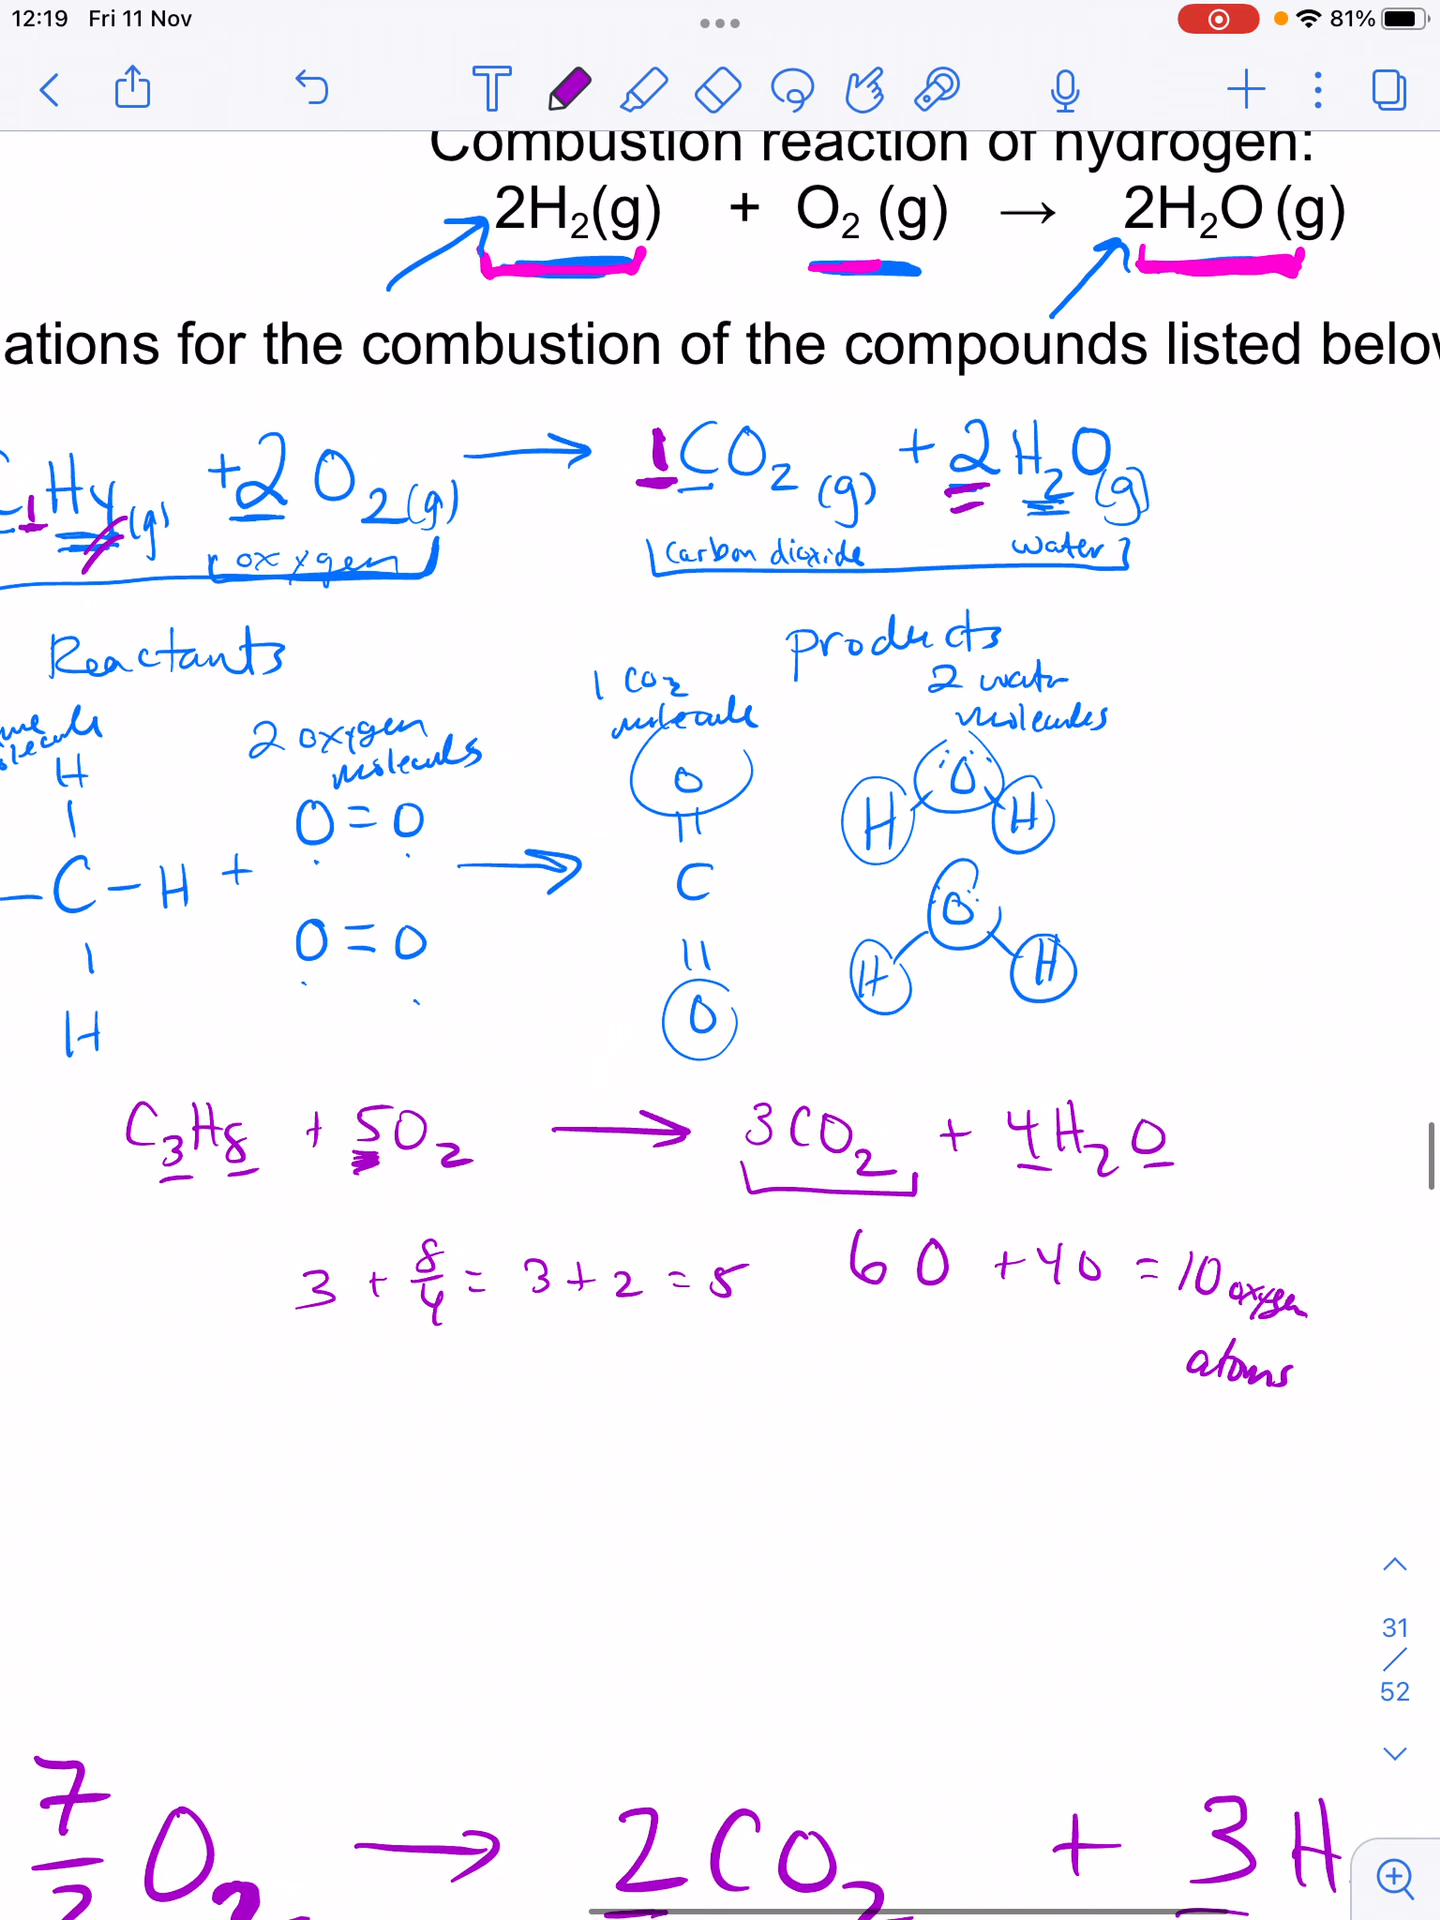 12:19 Fri 11 Nov 81%
T
Combustion reaction of hydrogen:
2H₂(g) + O₂ (g) → 2H₂O (g)
ations for the combustion of the compounds listed below
C₁H₄(g) + 2O₂(g) → 1CO₂(g) + 2H₂O(g)
oxygen carbon dioxide water
Reactants products
1 CO₂ molecule 2 water molecules
2 oxygen molecules
H
O=O
O
O
H H
–C–H + →
C
O=O
O
H H
H
O
C₃H₈ + 5O₂ → 3CO₂ + 4H₂O
3 + 8/4 = 3 + 2 = 5 6O + 4O = 10 oxygen
atoms
31
/
52
7/2 O₂ → 2CO₂ + 3H